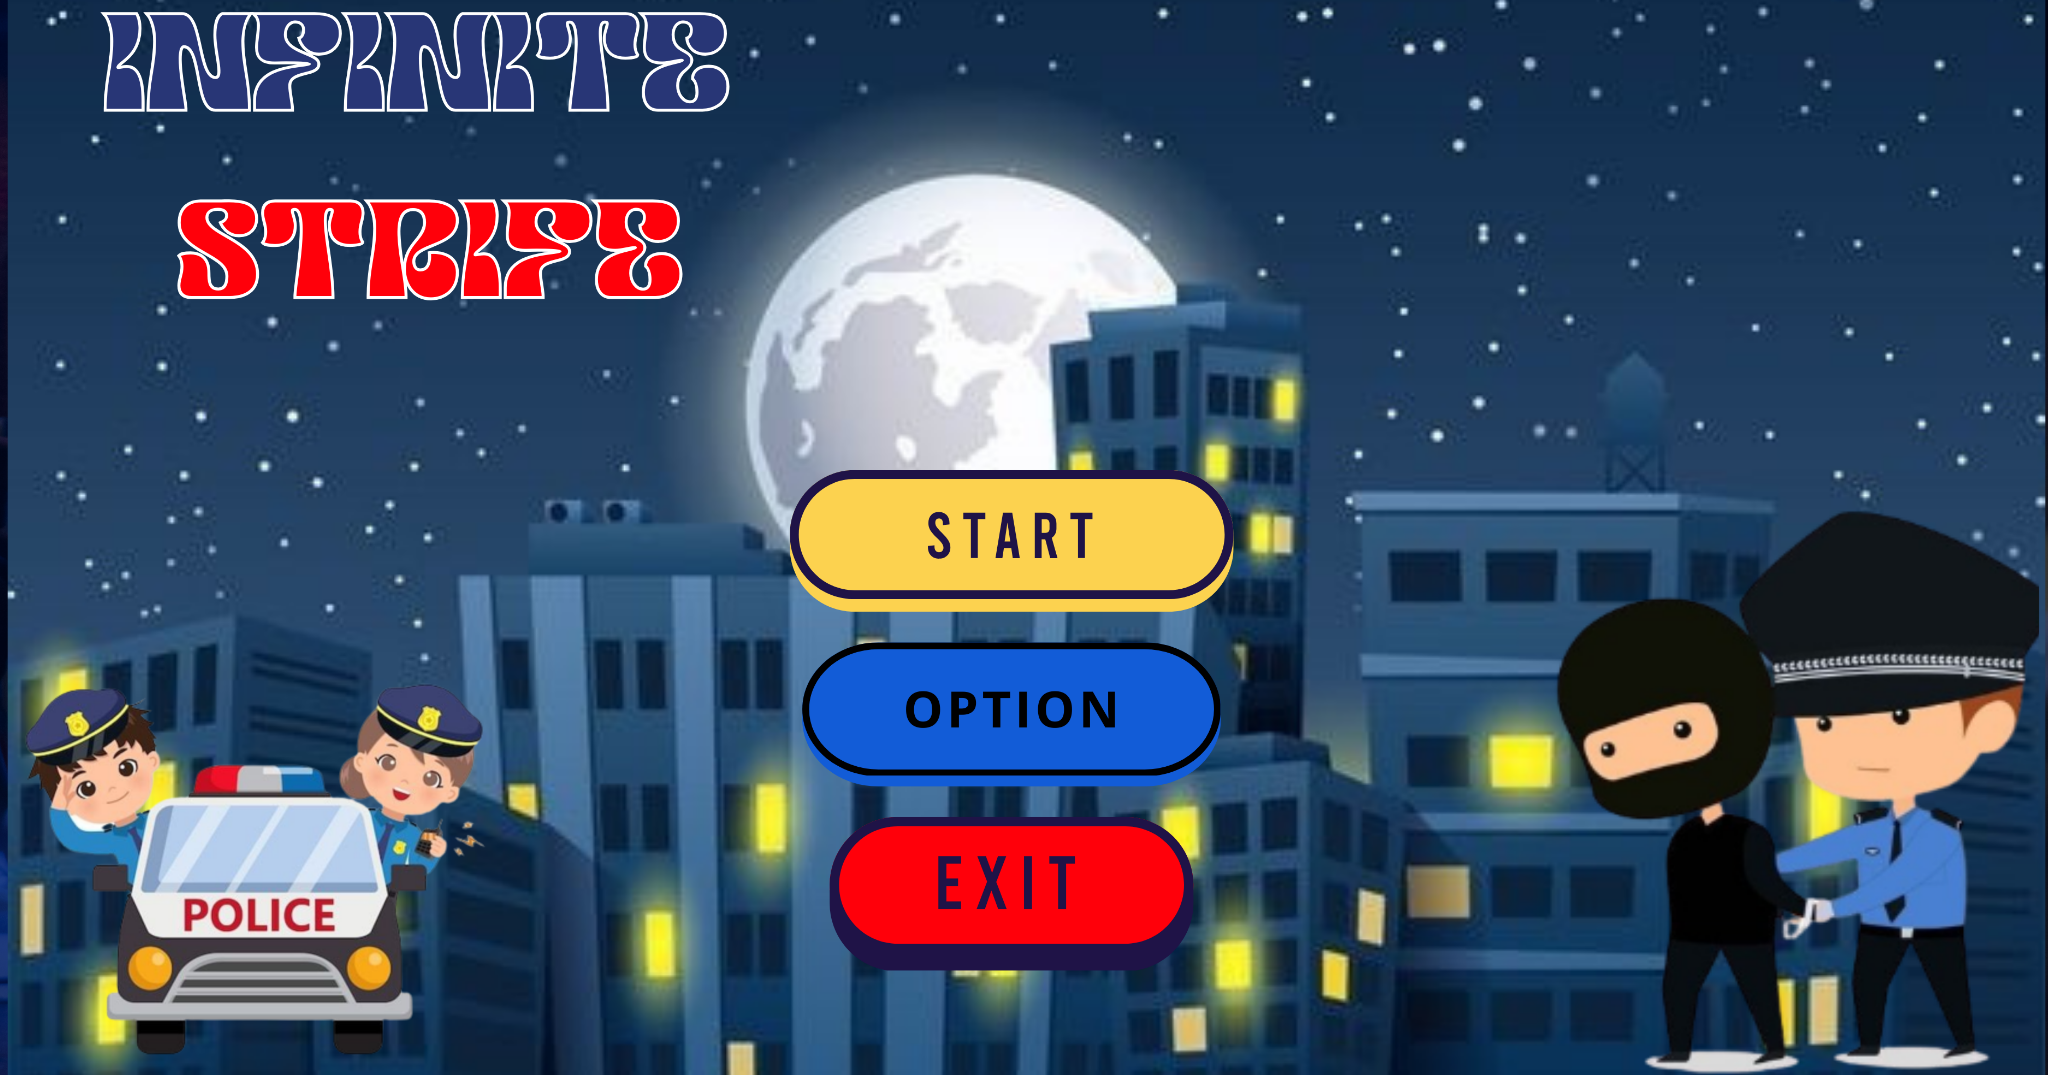 INFINITE
STRIFE
START
OPTION
EXIT
POLICE